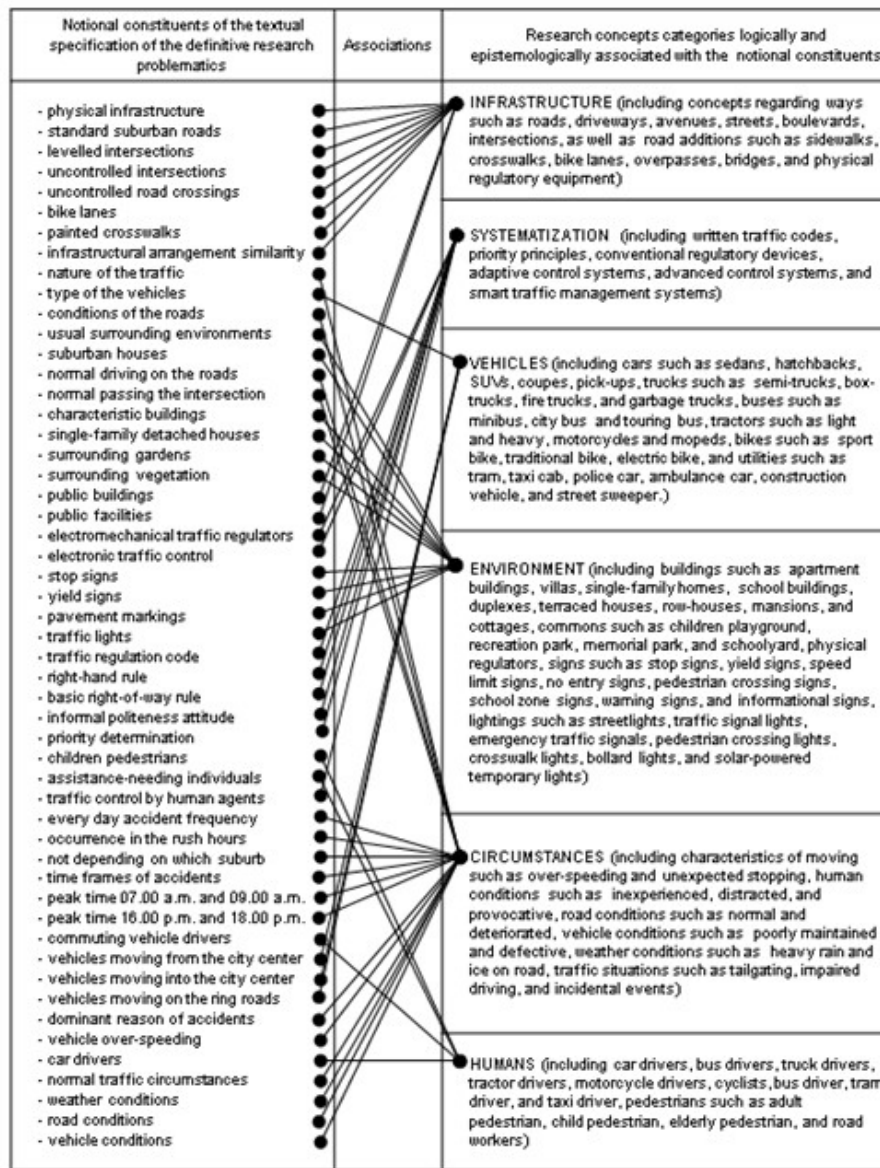 Notional constituents of the textual
specification of the definitive research
problematics
Associations
Research concepts categories logically and
epistemologically associated with the notional constituents
- physical infrastructure
- standard suburban roads
- levelled intersections
- uncontrolled intersections
- uncontrolled road crossings
- bike lanes
- painted crosswalks
- infrastructural arrangement similarity
- nature of the traffic
- type of the vehicles
- conditions of the roads
- usual surrounding environments
- suburban houses
- normal driving on the roads
- normal passing the intersection
- characteristic buildings
- single-family detached houses
- surrounding gardens
- surrounding vegetation
- public buildings
- public facilities
- electromechanical traffic regulators
- electronic traffic control
- stop signs
- yield signs
- pavement markings
- traffic lights
- traffic regulation code
- right-hand rule
- basic right-of-way rule
- informal politeness attitude
- priority determination
- children pedestrians
- assistance-needing individuals
- traffic control by human agents
- every day accident frequency
- occurrence in the rush hours
- not depending on which suburb
- time frames of accidents
- peak time 07.00 a.m. and 09.00 a.m.
- peak time 16.00 p.m. and 18.00 p.m.
- commuting vehicle drivers
- vehicles moving from the city center
- vehicles moving into the city center
- vehicles moving on the ring roads
- dominant reason of accidents
- vehicle over-speeding
- car drivers
- normal traffic circumstances
- weather conditions
- road conditions
- vehicle conditions
INFRASTRUCTURE (including concepts regarding ways
such as roads, driveways, avenues, streets, boulevards,
intersections, as well as road additions such as sidewalks,
crosswalks, bike lanes, overpasses, bridges, and physical
regulatory equipment)
SYSTEMATIZATION (including written traffic codes,
priority principles, conventional regulatory devices,
adaptive control systems, advanced control systems, and
smart traffic management systems)
VEHICLES (including cars such as sedans, hatchbacks,
SUVs, coupes, pick-ups, trucks such as semi-trucks, box-
trucks, fire trucks, and garbage trucks, buses such as
minibus, city bus and touring bus, tractors such as light
and heavy, motorcycles and mopeds, bikes such as sport
bike, traditional bike, electric bike, and utilities such as
tram, taxi cab, police car, ambulance car, construction
vehicle, and street sweeper.)
ENVIRONMENT (including buildings such as apartment
buildings, villas, single-family homes, school buildings,
duplexes, terraced houses, row-houses, mansions, and
cottages, commons such as children playground,
recreation park, memorial park, and schoolyard, physical
regulators, signs such as stop signs, yield signs, speed
limit signs, no entry signs, pedestrian crossing signs,
school zone signs, warning signs, and informational signs,
lightings such as streetlights, traffic signal lights,
emergency traffic signals, pedestrian crossing lights,
crosswalk lights, bollard lights, and solar-powered
temporary lights)
CIRCUMSTANCES (including characteristics of moving
such as over-speeding and unexpected stopping, human
conditions such as inexperienced, distracted, and
provocative, road conditions such as normal and
deteriorated, vehicle conditions such as poorly maintained
and defective, weather conditions such as heavy rain and
ice on road, traffic situations such as tailgating, impaired
driving, and incidental events)
HUMANS (including car drivers, bus drivers, truck drivers,
tractor drivers, motorcycle drivers, cyclists, bus driver, tram
driver, and taxi driver, pedestrians such as adult
pedestrian, child pedestrian, elderly pedestrian, and road
workers)